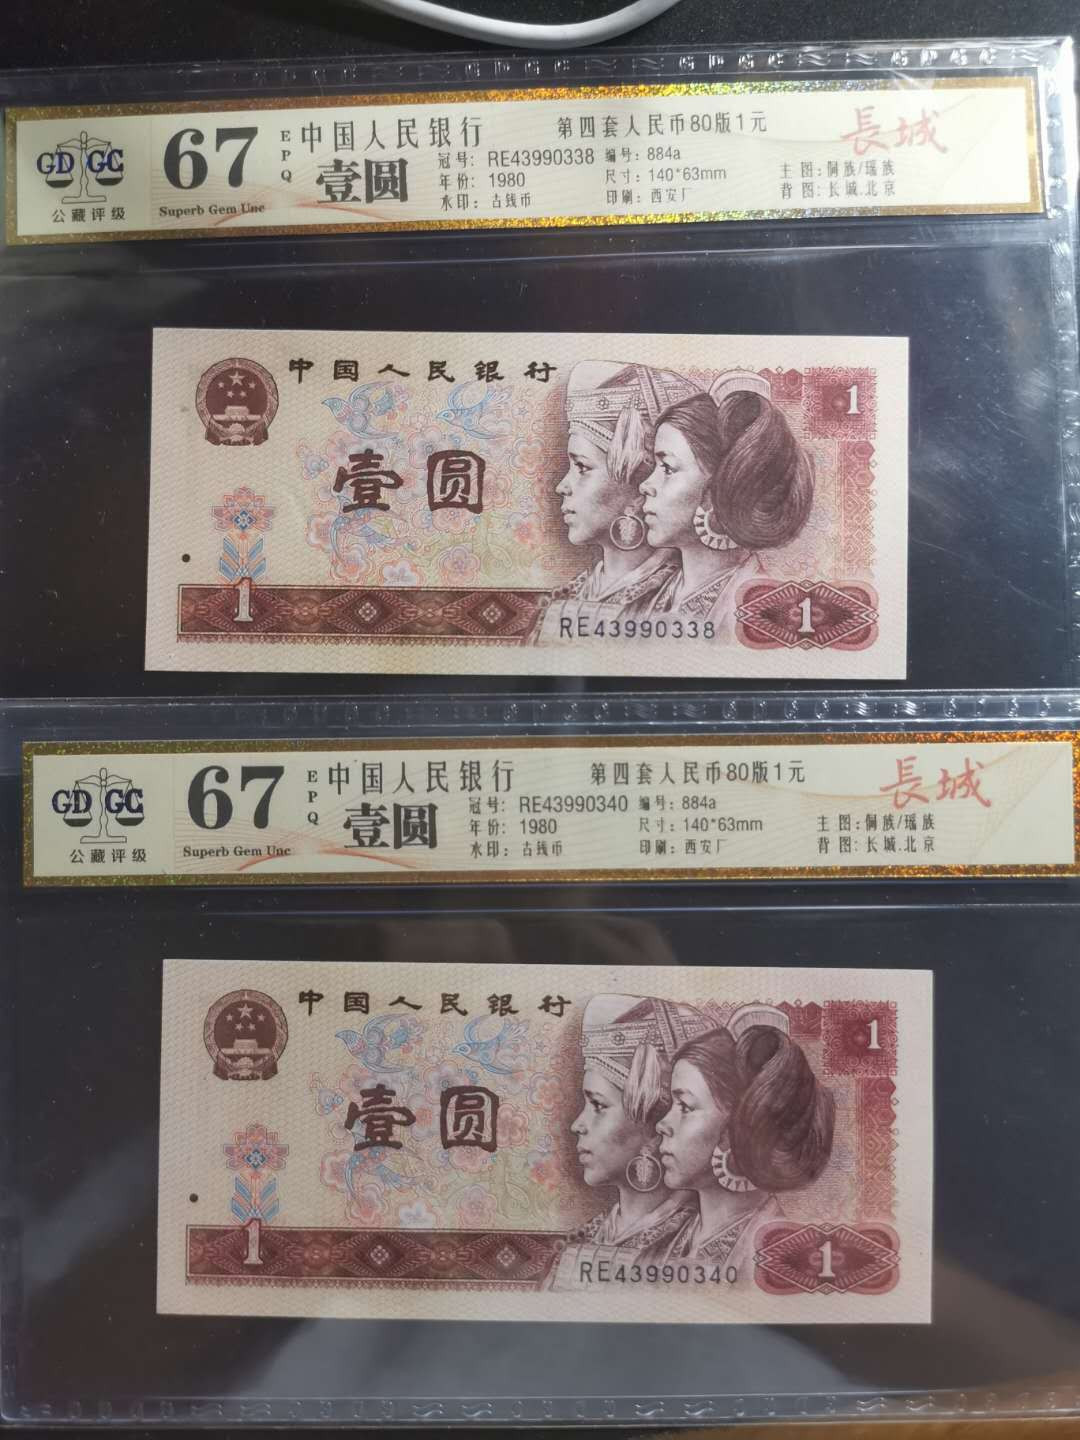 GDGC GDGC GDGC
GD GC
公藏评级
67
EPQ
Superb Gem Unc
中国人民银行
壹圆
第四套人民币80版1元
長城
冠号: RE43990338 编号: 884a
年份: 1980 尺寸: 140*63mm 主图:侗族/瑶族
水印: 古钱币 印刷: 西安厂 背图:长城.北京
中国人民银行
1
壹圆
1
RE43990338
1
GD GC
公藏评级
67
EPQ
Superb Gem Unc
中国人民银行
壹圆
第四套人民币80版1元
長城
冠号: RE43990340 编号: 884a
年份: 1980 尺寸: 140*63mm 主图:侗族/瑶族
水印: 古钱币 印刷: 西安厂 背图:长城.北京
中国人民银行
1
壹圆
1
RE43990340
1